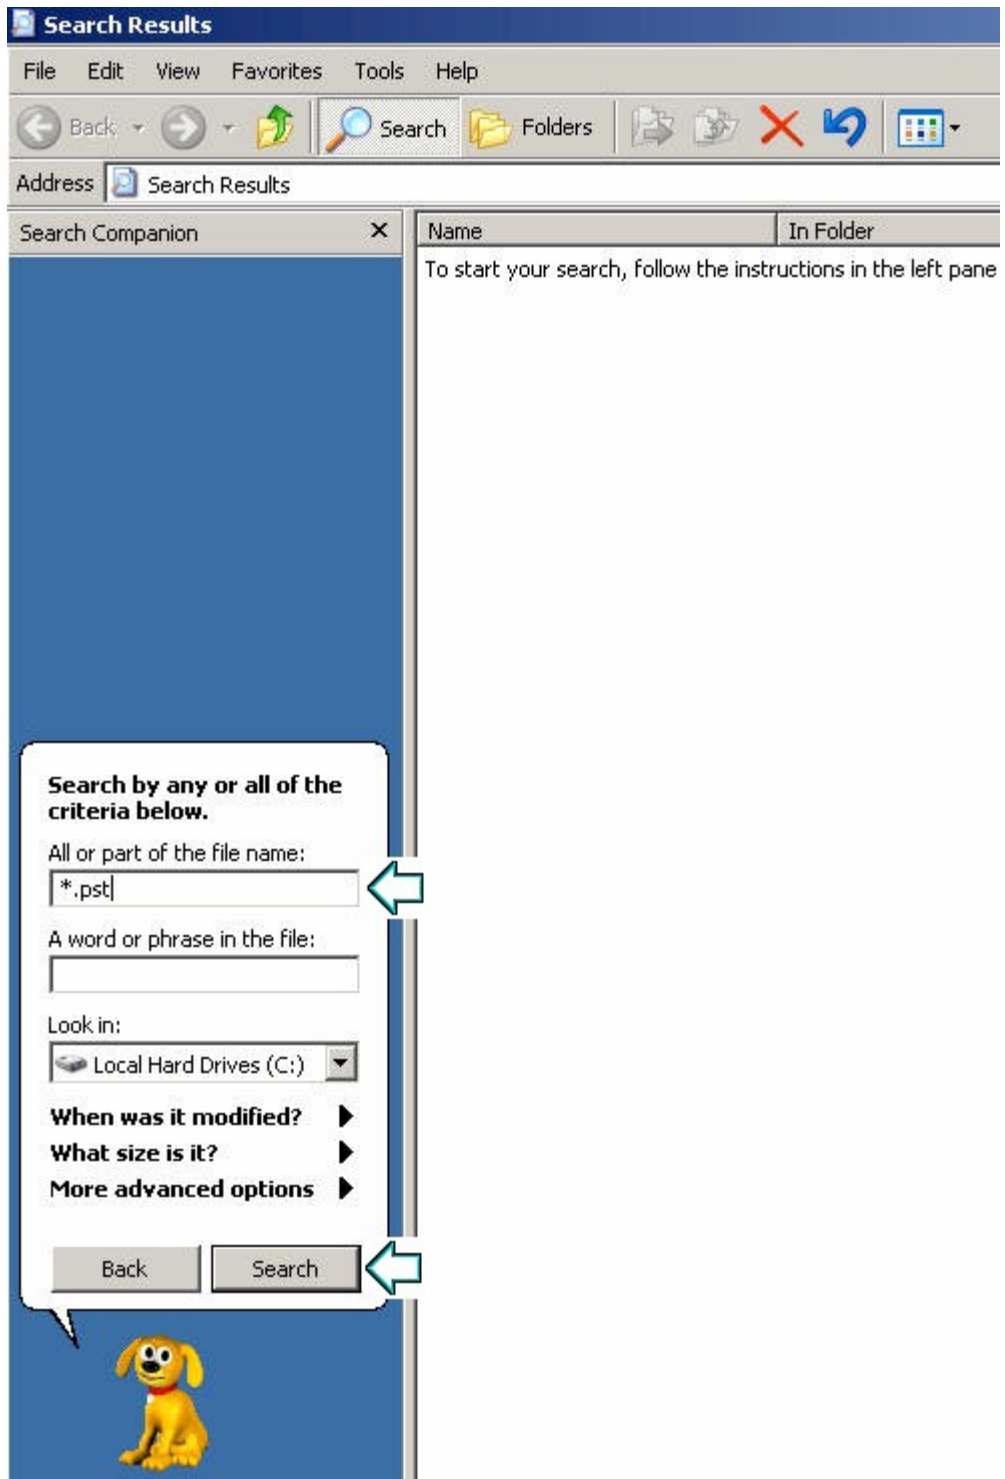 Search Results
File Edit View Favorites Tools Help
Back Search Folders
Address Search Results
Search Companion
Name In Folder
To start your search, follow the instructions in the left pane
Search by any or all of the
criteria below.
All or part of the file name:
*.pst
A word or phrase in the file:
Look in:
Local Hard Drives (C:)
When was it modified?
What size is it?
More advanced options
Back Search